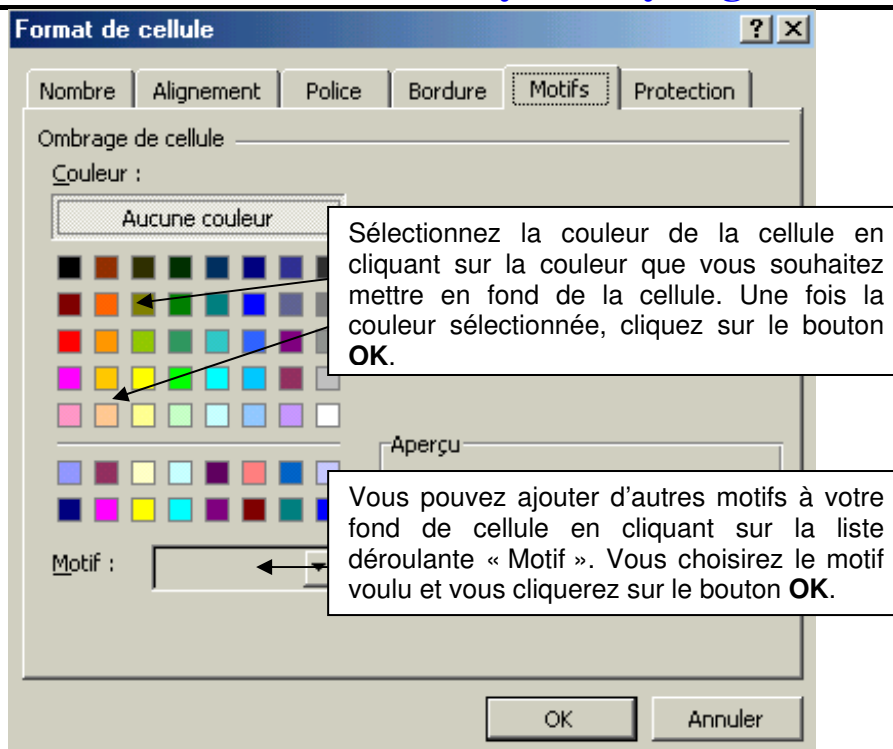 Format de cellule
Nombre Alignement Police Bordure Motifs Protection
Ombrage de cellule
Couleur :
Aucune couleur
Sélectionnez la couleur de la cellule en
cliquant sur la couleur que vous souhaitez
mettre en fond de la cellule. Une fois la
couleur sélectionnée, cliquez sur le bouton
OK.
Aperçu
Vous pouvez ajouter d’autres motifs à votre
fond de cellule en cliquant sur la liste
déroulante « Motif ». Vous choisirez le motif
voulu et vous cliquerez sur le bouton OK.
Motif :
OK Annuler